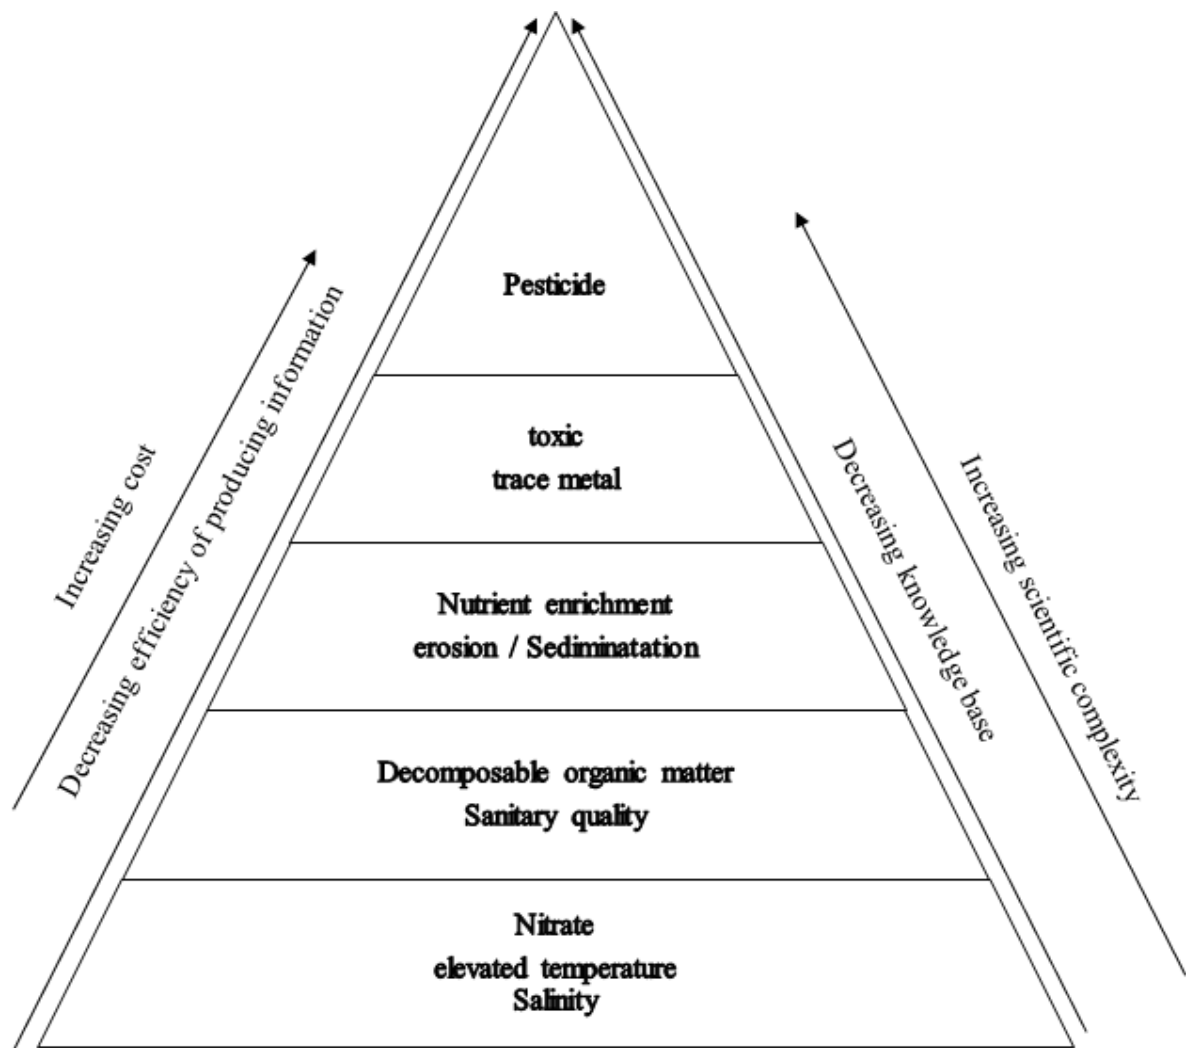 Pesticide
toxic
trace metal
Nutrient enrichment
erosion / Sediminatation
Decomposable organic matter
Sanitary quality
Nitrate
elevated temperature
Salinity
Increasing cost
Decreasing efficiency of producing information
Decreasing knowledge base
Increasing scientific complexity